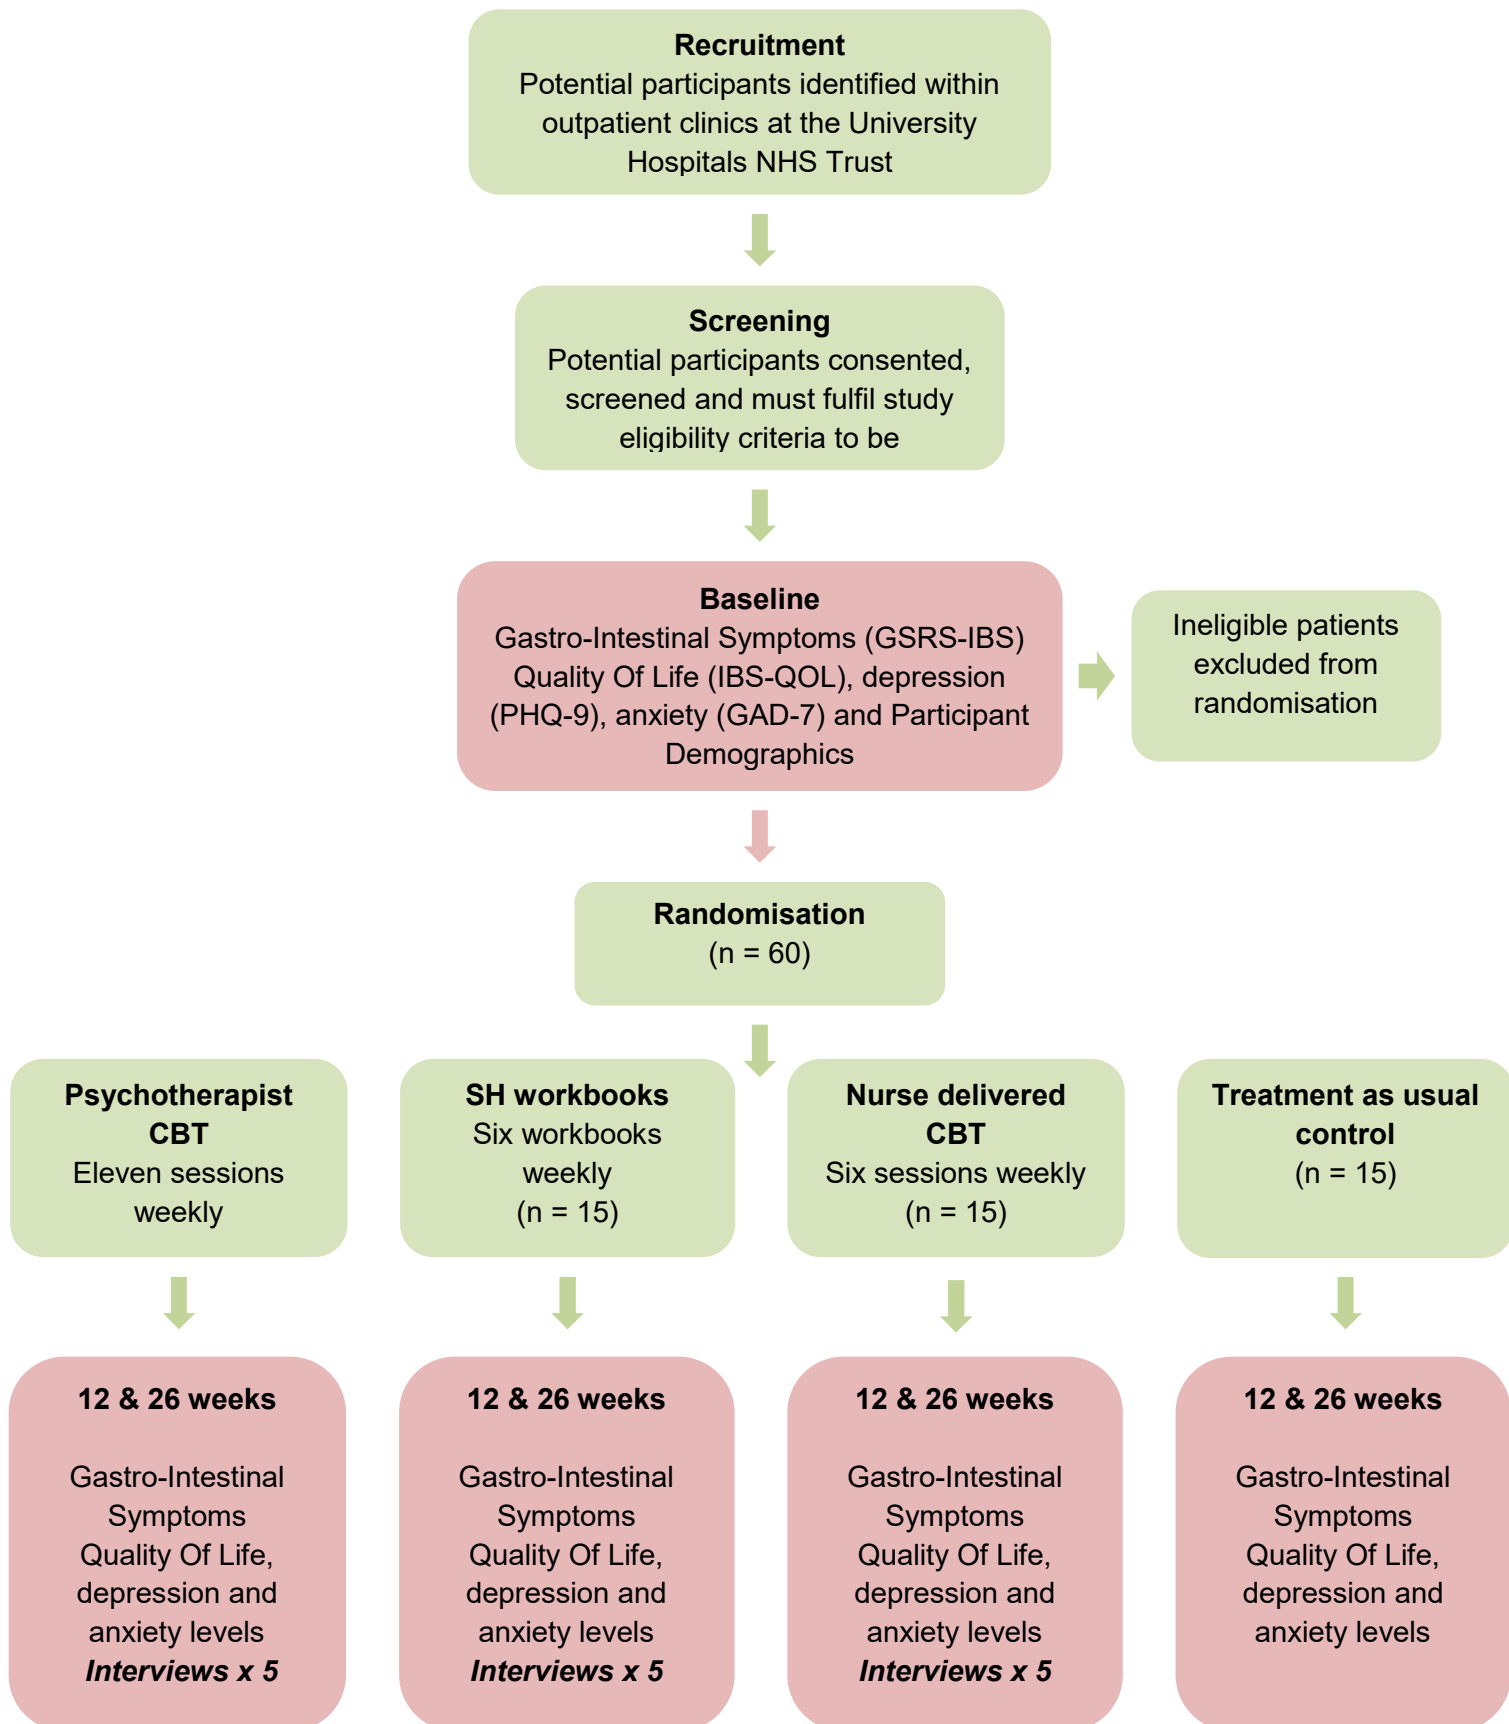 Recruitment
Potential participants identified within
outpatient clinics at the University
Hospitals NHS Trust
Screening
Potential participants consented,
screened and must fulfil study
eligibility criteria to be
Baseline
Gastro-Intestinal Symptoms (GSRS-IBS)
Quality Of Life (IBS-QOL), depression
(PHQ-9), anxiety (GAD-7) and Participant
Demographics
Ineligible patients
excluded from
randomisation
Randomisation
(n = 60)
Psychotherapist
CBT
Eleven sessions
weekly
SH workbooks
Six workbooks
weekly
(n = 15)
Nurse delivered
CBT
Six sessions weekly
(n = 15)
Treatment as usual
control
(n = 15)
12 & 26 weeks
Gastro-Intestinal
Symptoms
Quality Of Life,
depression and
anxiety levels
Interviews x 5
12 & 26 weeks
Gastro-Intestinal
Symptoms
Quality Of Life,
depression and
anxiety levels
Interviews x 5
12 & 26 weeks
Gastro-Intestinal
Symptoms
Quality Of Life,
depression and
anxiety levels
Interviews x 5
12 & 26 weeks
Gastro-Intestinal
Symptoms
Quality Of Life,
depression and
anxiety levels